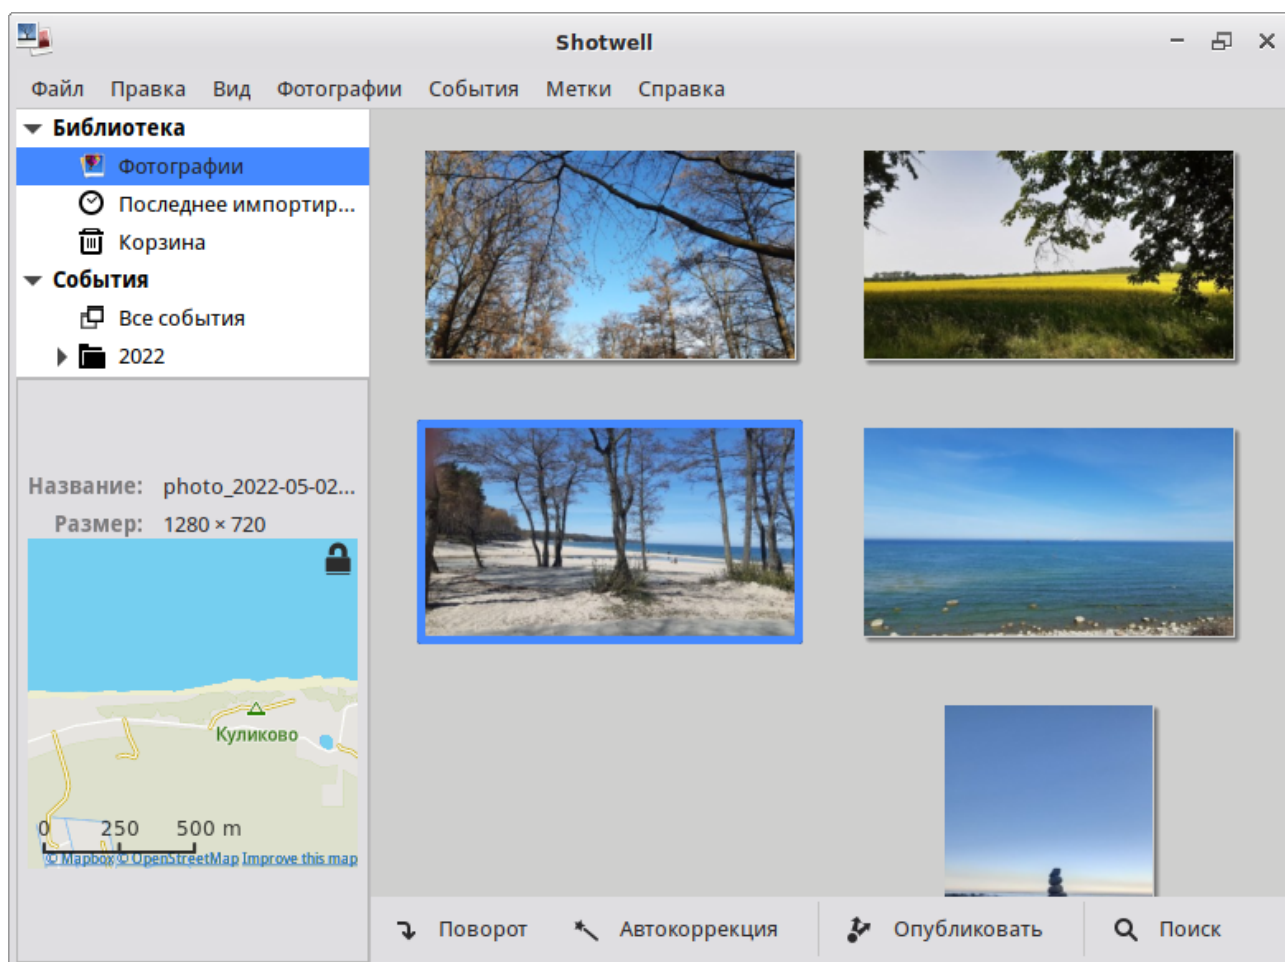 Shotwell
Файл Правка Вид Фотографии События Метки Справка
Библиотека
Фотографии
Последнее импортир...
Корзина
События
Все события
2022
Название: photo_2022-05-02...
Размер: 1280 × 720
Куликово
0 250 500 m
© Mapbox © OpenStreetMap Improve this map
Поворот Автокоррекция Опубликовать Поиск